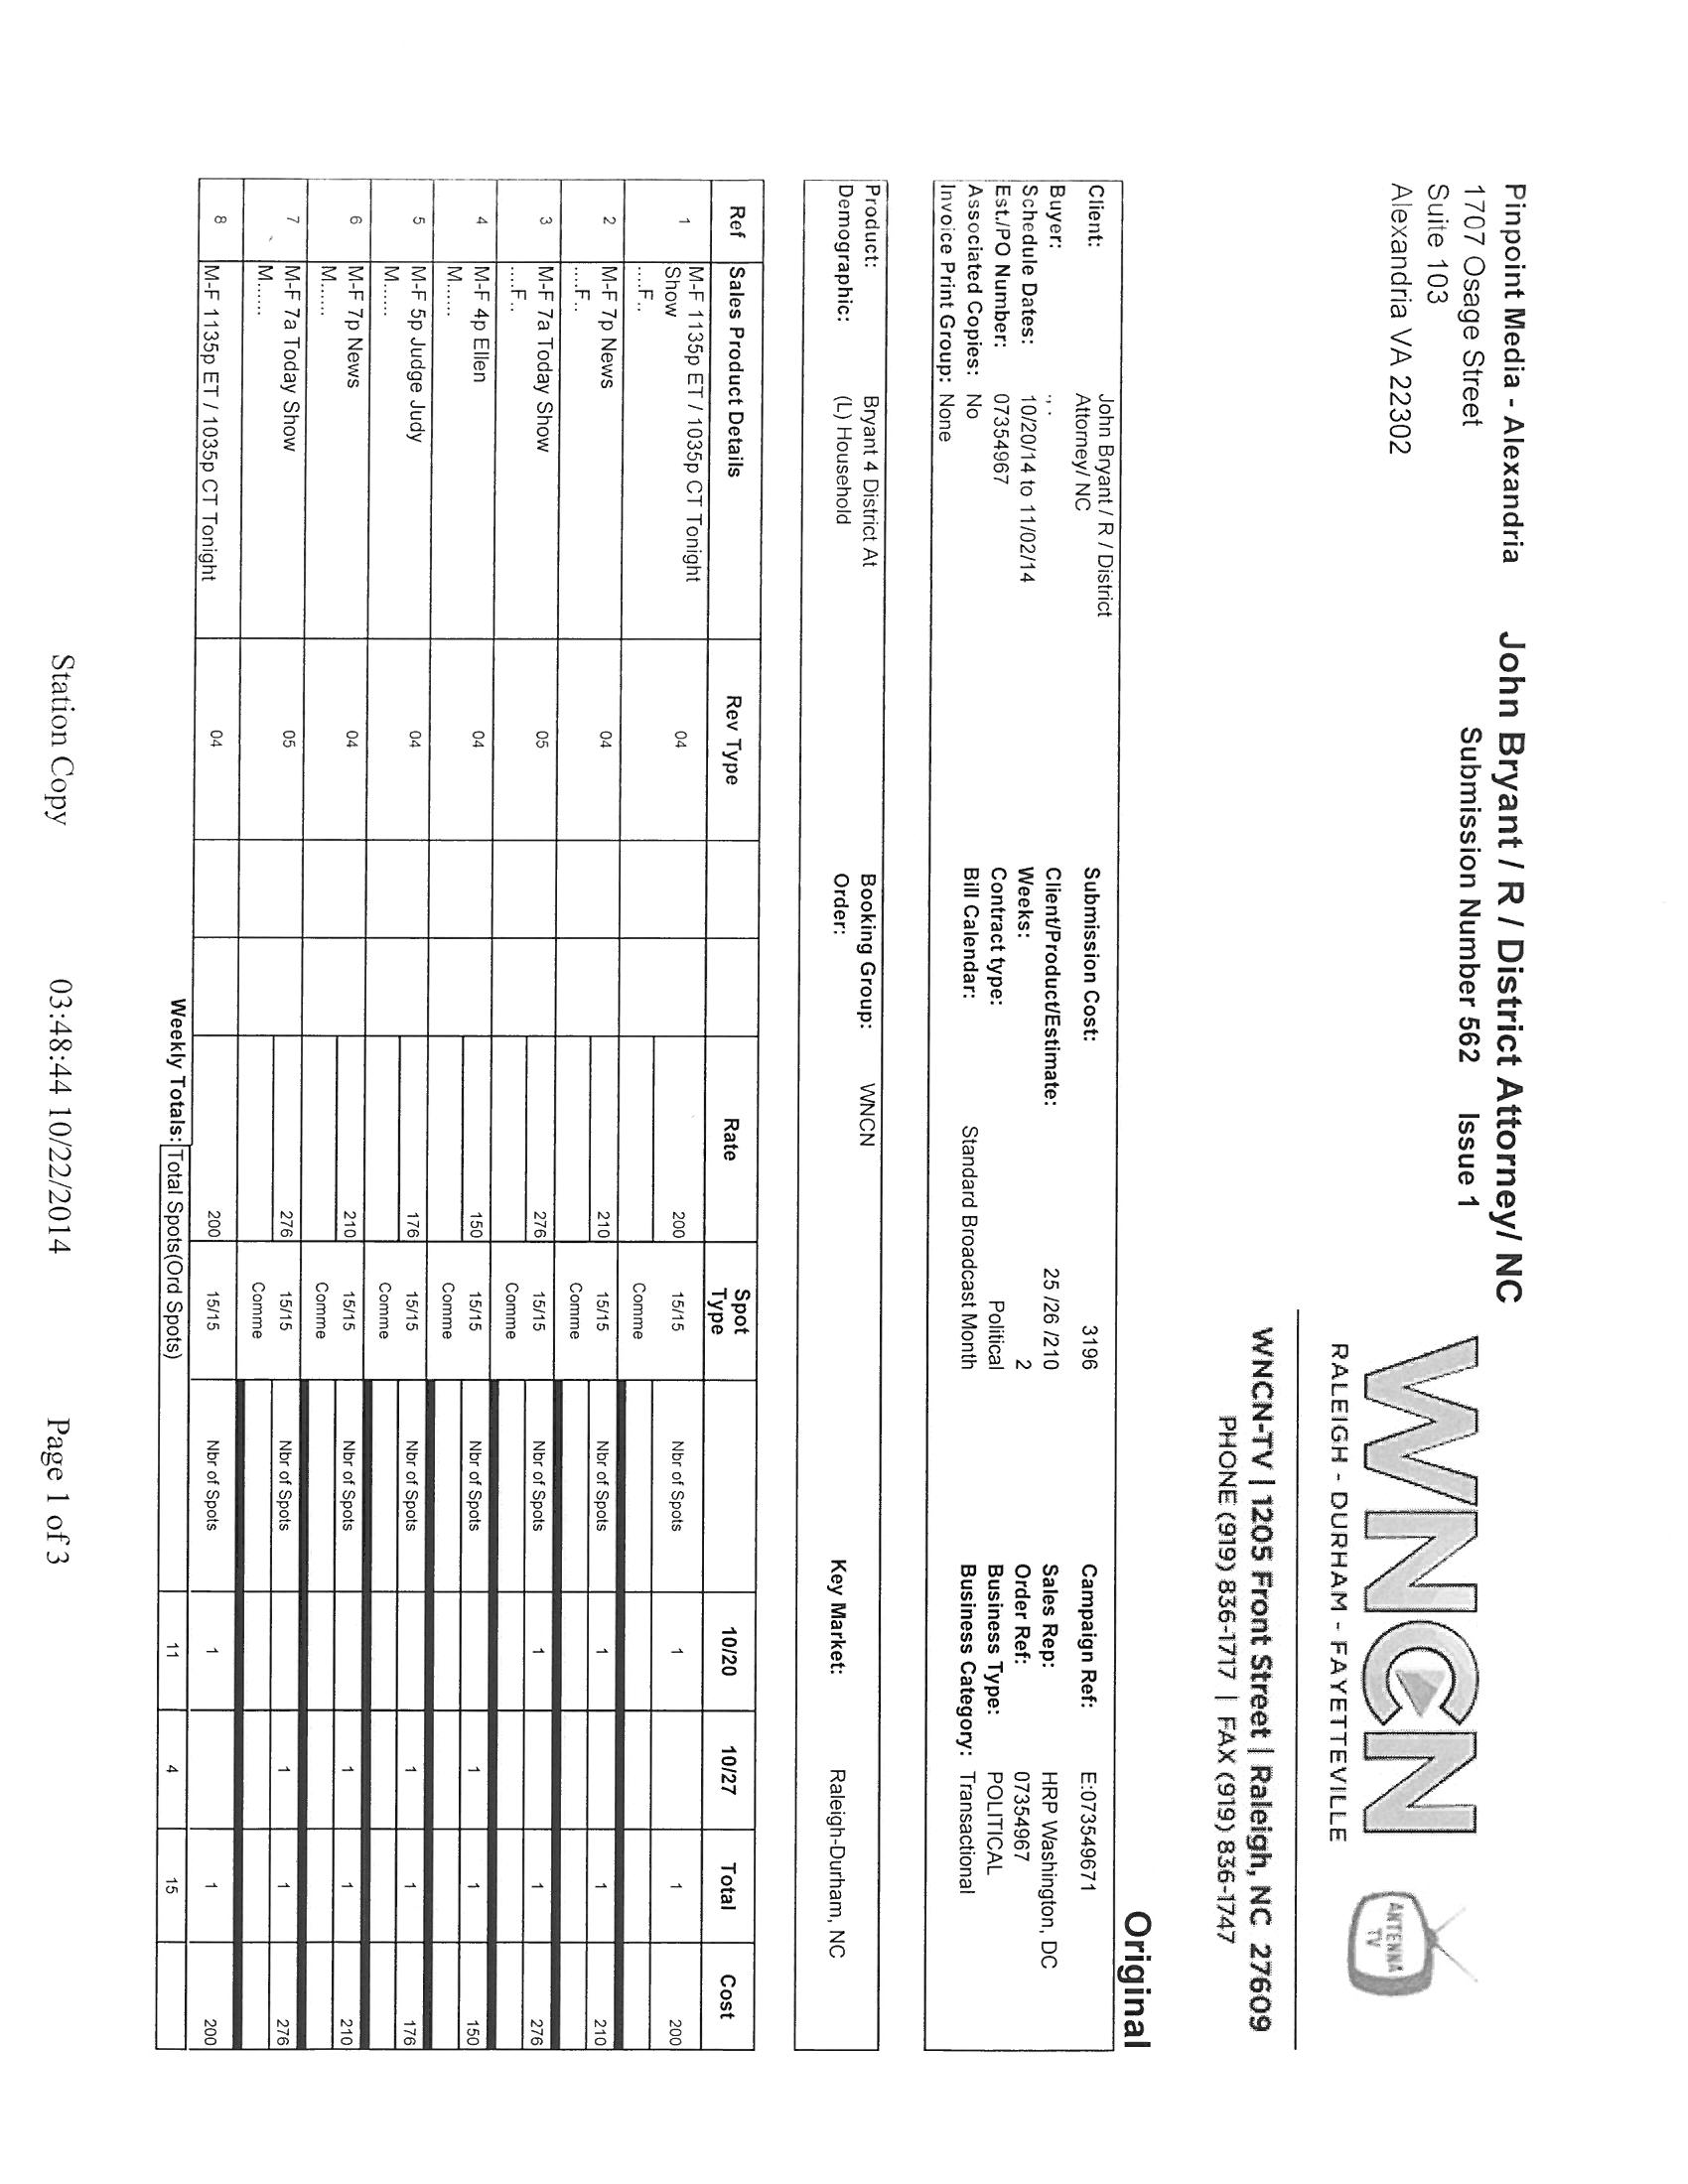 Pinpoint Media - Alexandria
1707 Osage Street
Suite 103
Alexandria VA 22302
John Bryant / R / District Attorney/ NC
Submission Number 562 Issue 1
WNCN
RALEIGH - DURHAM - FAYETTEVILLE
ANTENNA
TV
WNCN-TV | 1205 Front Street | Raleigh, NC 27609
PHONE (919) 836-1717 | FAX (919) 836-1747
Original
Client: John Bryant / R / District Attorney/ NC Submission Cost: 3196 Campaign Ref: E:073549671
Buyer: ., . Client/Product/Estimate: 25 /26 /210 Sales Rep: HRP Washington, DC
Schedule Dates: 10/20/14 to 11/02/14 Weeks: 2 Order Ref: 07354967
Est./PO Number: 07354967 Contract type: Political Business Type: POLITICAL
Associated Copies: No Bill Calendar: Standard Broadcast Month Business Category: Transactional
Invoice Print Group: None
Product: Bryant 4 District At Booking Group: WNCN
Demographic: (L) Household Order: Key Market: Raleigh-Durham, NC
Ref Sales Product Details Rev Type Rate Spot Type 10/20 10/27 Total Cost
1 M-F 1135p ET / 1035p CT Tonight 04 200 15/15 Nbr of Spots 1 1 200
Show Comme
....F..
2 M-F 7p News 04 210 15/15 Nbr of Spots 1 1 210
....F.. Comme
3 M-F 7a Today Show 05 276 15/15 Nbr of Spots 1 1 276
....F.. Comme
4 M-F 4p Ellen 04 150 15/15 Nbr of Spots 1 1 150
M...... Comme
5 M-F 5p Judge Judy 04 176 15/15 Nbr of Spots 1 1 176
M...... Comme
6 M-F 7p News 04 210 15/15 Nbr of Spots 1 1 210
M...... Comme
7 M-F 7a Today Show 05 276 15/15 Nbr of Spots 1 1 276
M...... Comme
8 M-F 1135p ET / 1035p CT Tonight 04 200 15/15 Nbr of Spots 1 1 200
Weekly Totals: Total Spots(Ord Spots) 11 4 15
Station Copy 03:48:44 10/22/2014 Page 1 of 3